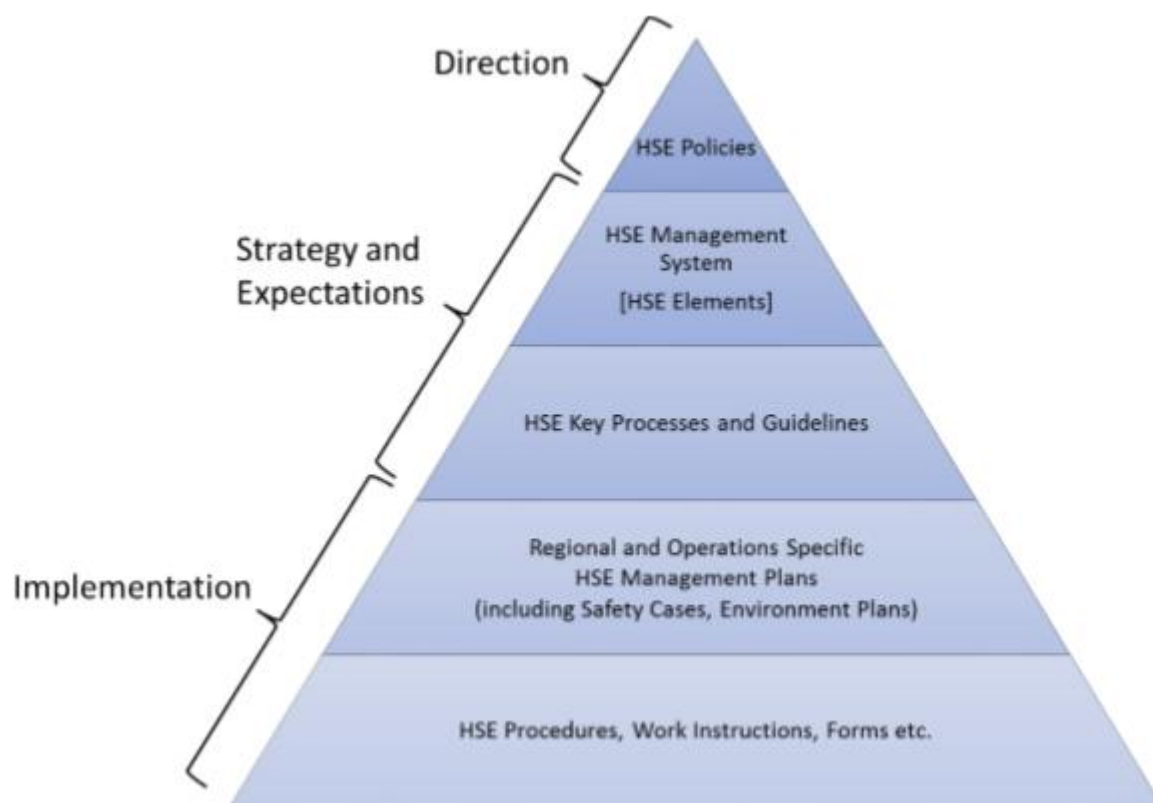 Direction
HSE Policies
Strategy and
Expectations
HSE Management
System
[HSE Elements]
HSE Key Processes and Guidelines
Implementation
Regional and Operations Specific
HSE Management Plans
(including Safety Cases, Environment Plans)
HSE Procedures, Work Instructions, Forms etc.